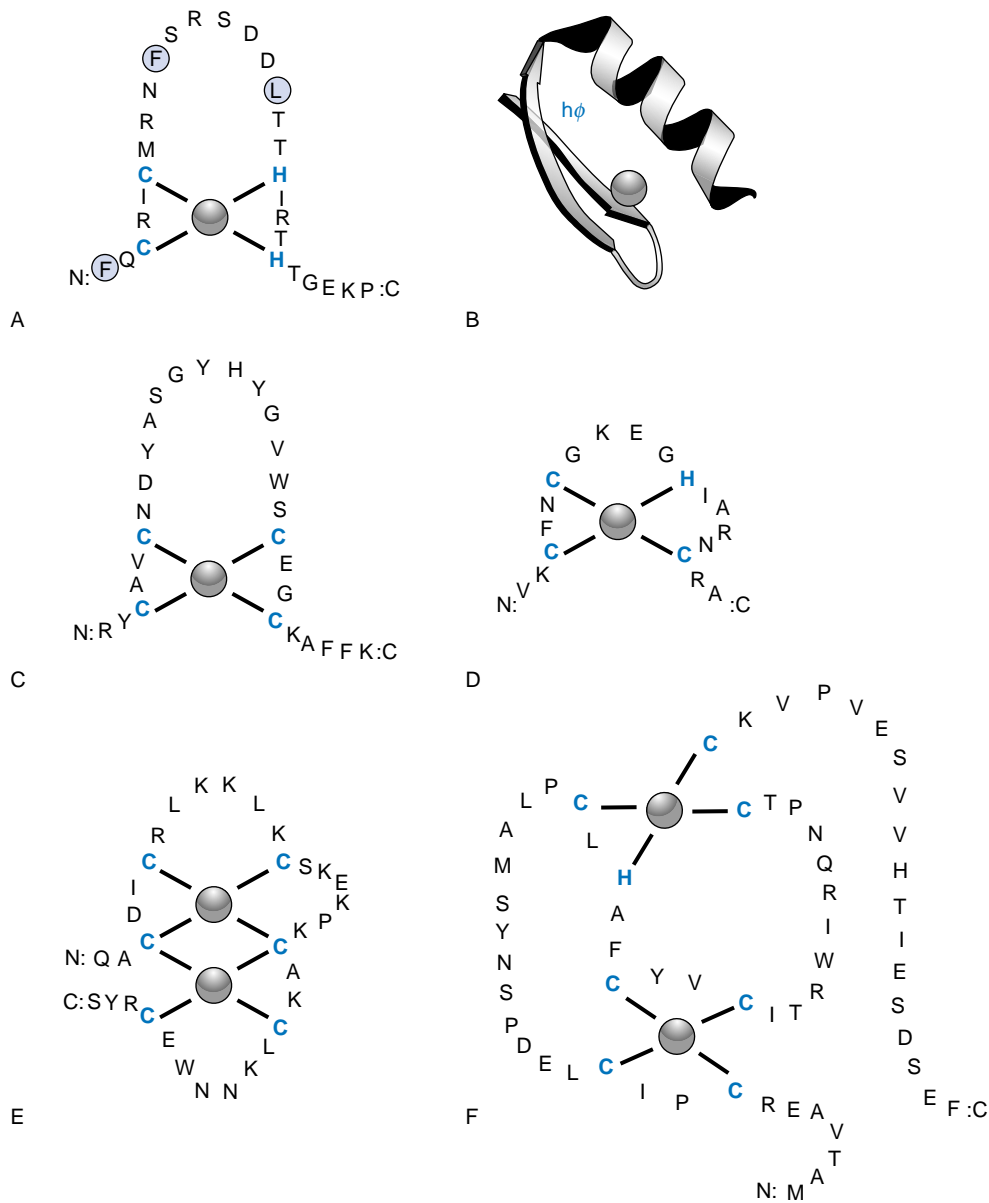 N: F Q C R I C M R N F S R S D D L T T H I R T H T G E K P :C
A
hϕ
B
N: R Y C A V C N D Y A S G Y H Y G V W S C E G C K A F F K :C
C
N: V K C F N C G K E G H I A R N C R A :C
D
N: Q A C D I C R L K K L K C S K E K P K C A K C L K N N W E C R Y S C:
E
N: M A T V A E R C P I C L E D P S N Y S M A L P C L H A F C Y V C I T R W I R Q N P T C K V P V E S V V H T I E S D S E F :C
F